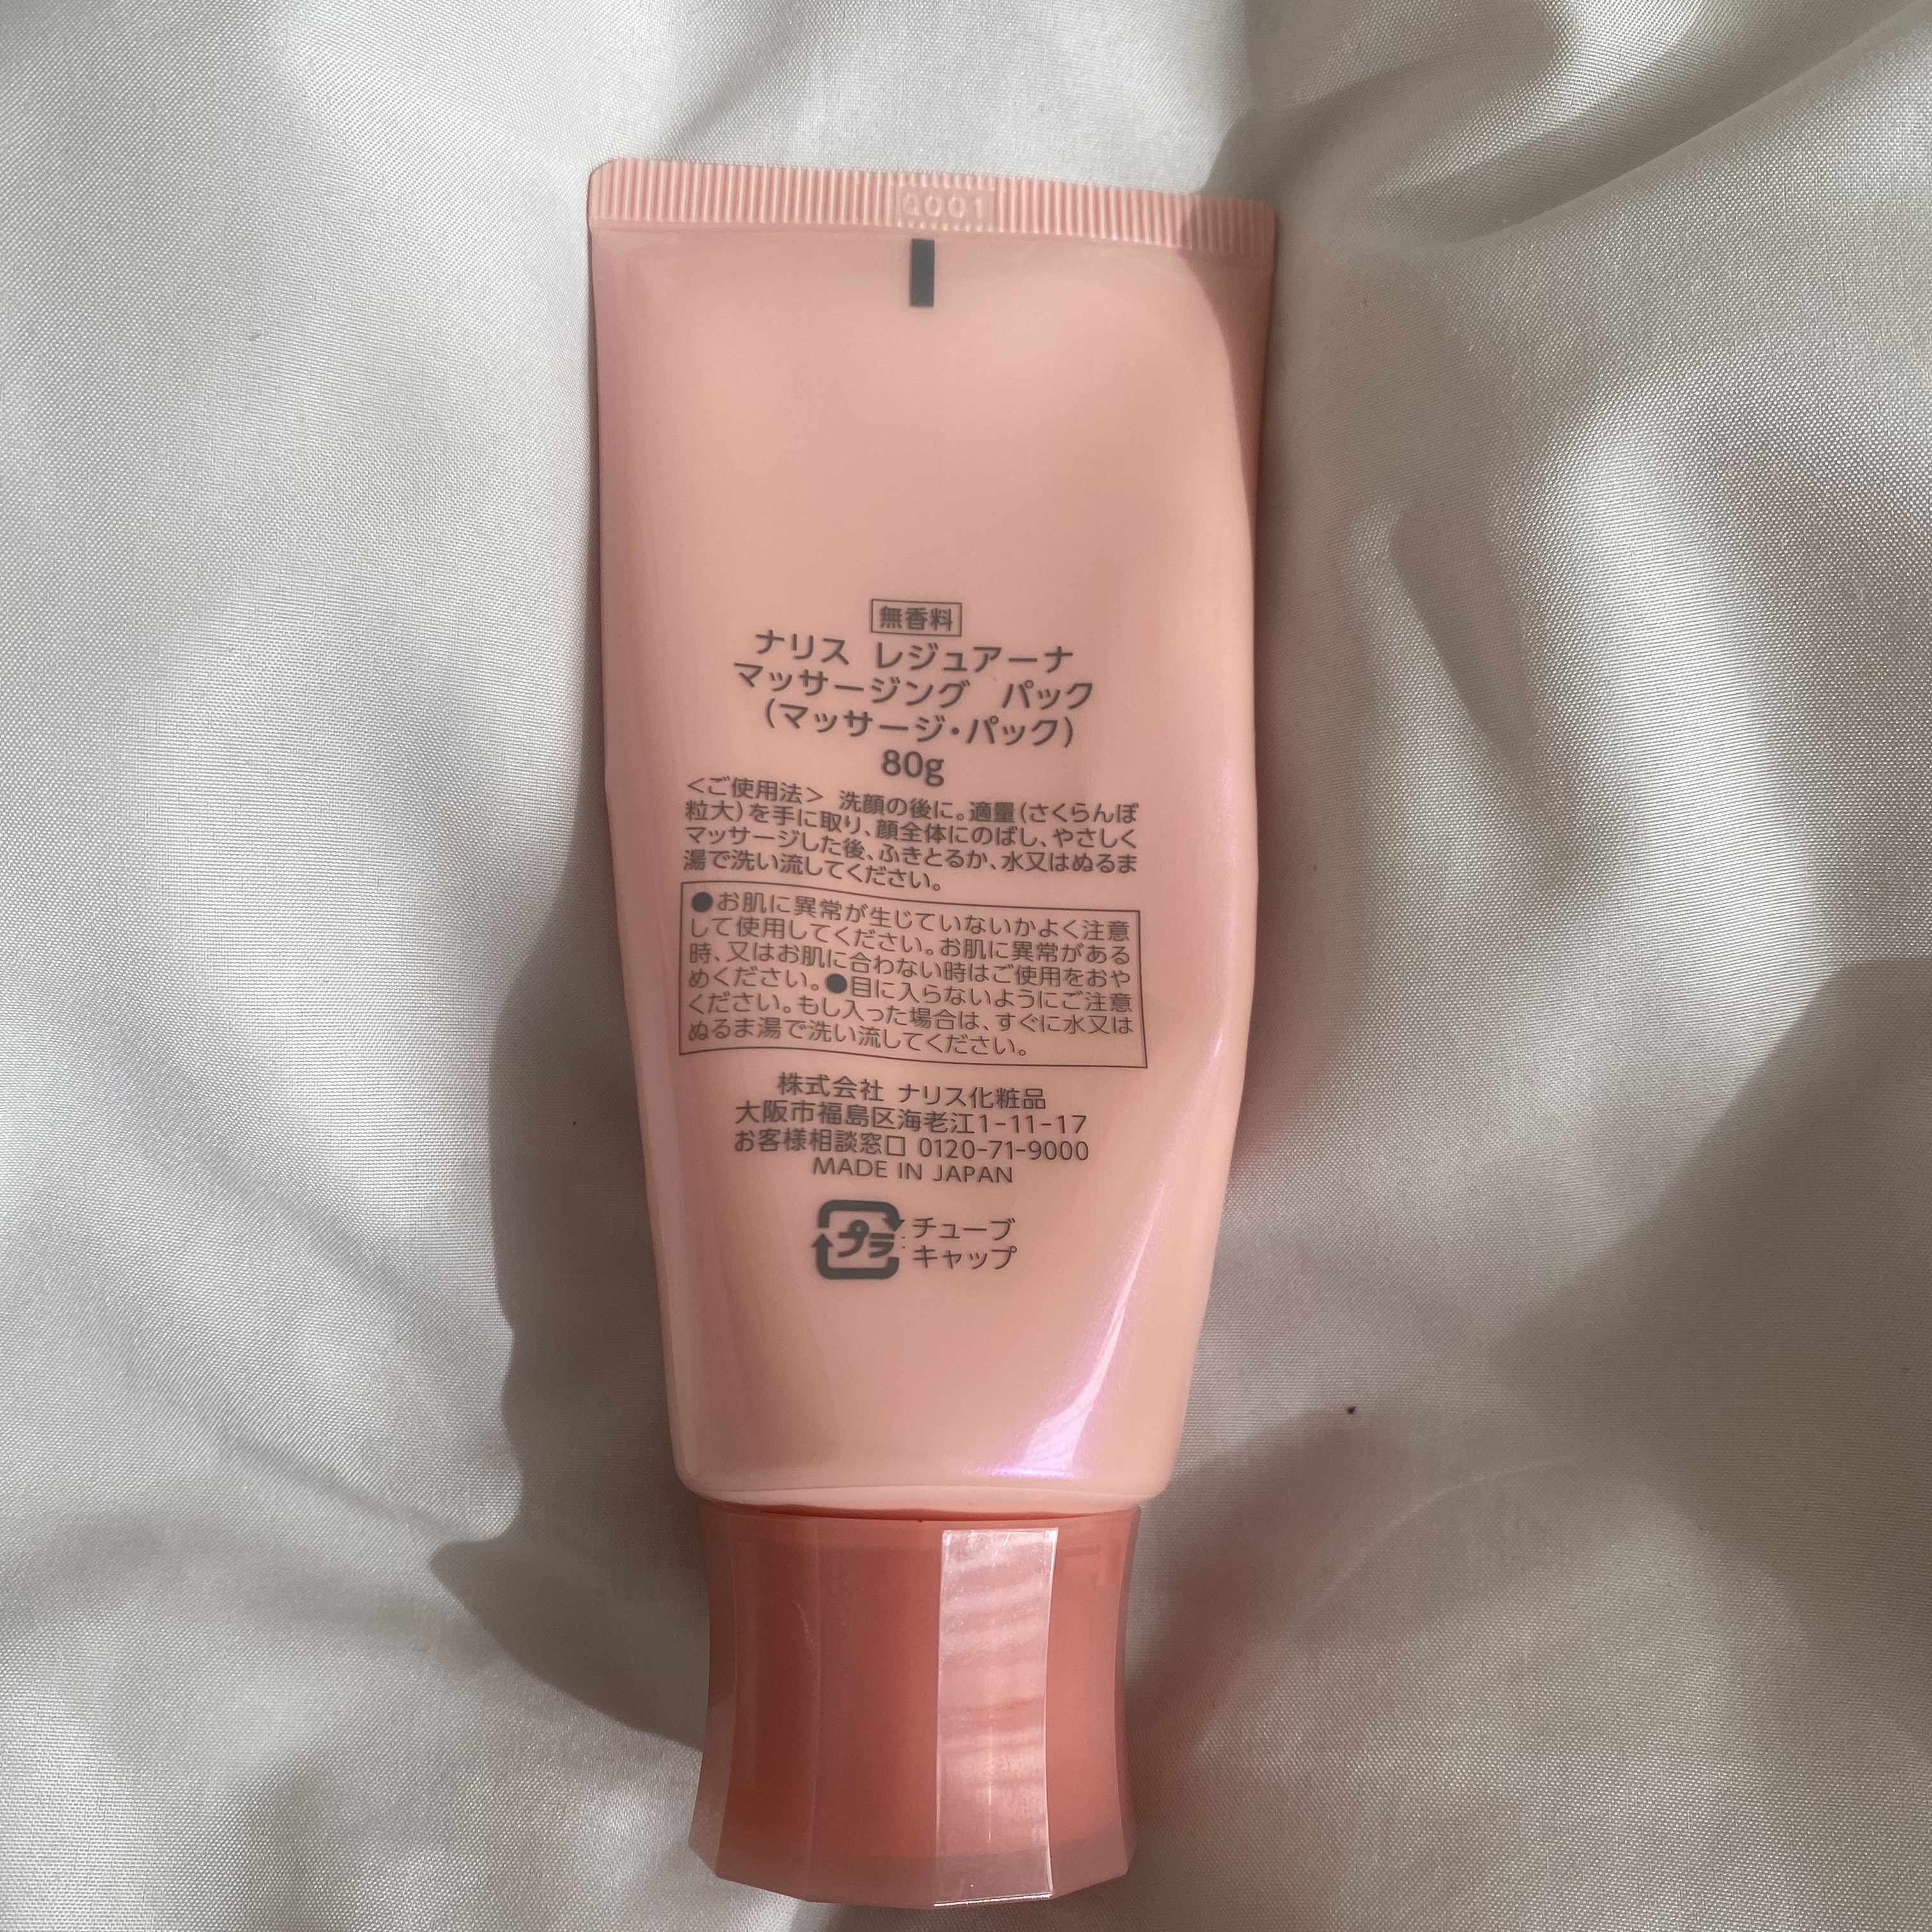 Q001
無香料
ナリス レジュアーナ
マッサージング パック
(マッサージ・パック)
80g
<ご使用法> 洗顔の後に。適量(さくらんぼ
粒大)を手に取り、顔全体にのばし、やさしく
マッサージした後、ふきとるか、水又はぬるま
湯で洗い流してください。
●お肌に異常が生じていないかよく注意
して使用してください。お肌に異常がある
時、又はお肌に合わない時はご使用をおや
めください。●目に入らないようにご注意
ください。もし入った場合は、すぐに水又は
ぬるま湯で洗い流してください。
株式会社 ナリス化粧品
大阪市福島区海老江1-11-17
お客様相談窓口 0120-71-9000
MADE IN JAPAN
プラ チューブ
キャップ